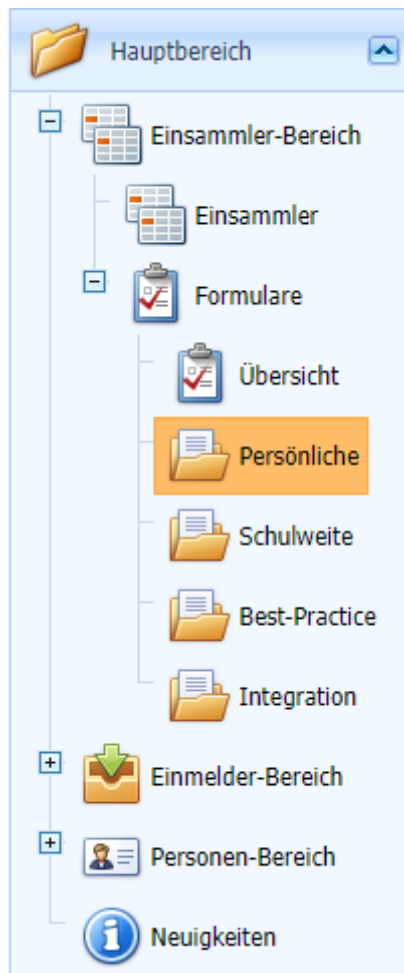 Hauptbereich
Einsammler-Bereich
Einsammler
Formulare
Übersicht
Persönliche
Schulweite
Best-Practice
Integration
Einmelder-Bereich
Personen-Bereich
Neuigkeiten